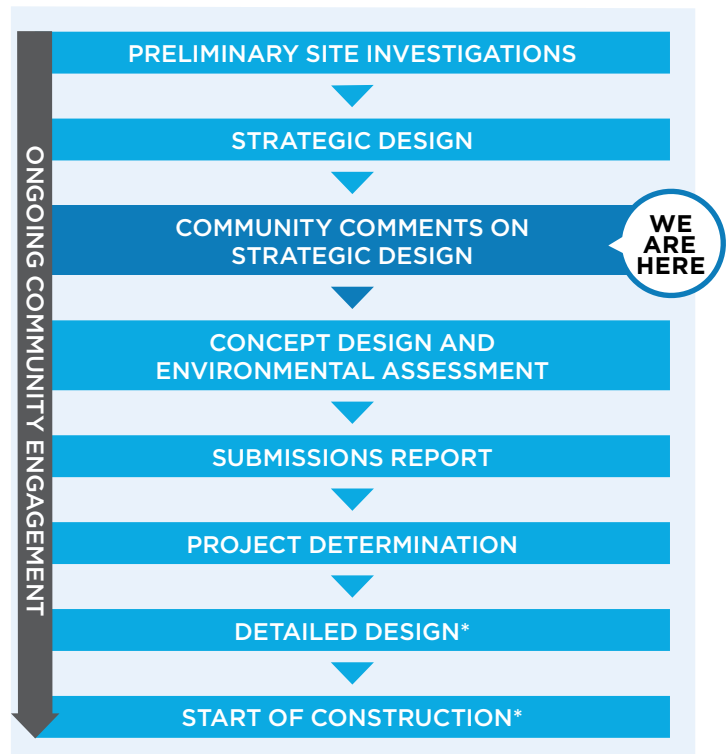 PRELIMINARY SITE INVESTIGATIONS
STRATEGIC DESIGN
COMMUNITY COMMENTS ON
STRATEGIC DESIGN
WE
ARE
HERE
CONCEPT DESIGN AND
ENVIRONMENTAL ASSESSMENT
SUBMISSIONS REPORT
PROJECT DETERMINATION
DETAILED DESIGN*
START OF CONSTRUCTION*
ONGOING COMMUNITY ENGAGEMENT